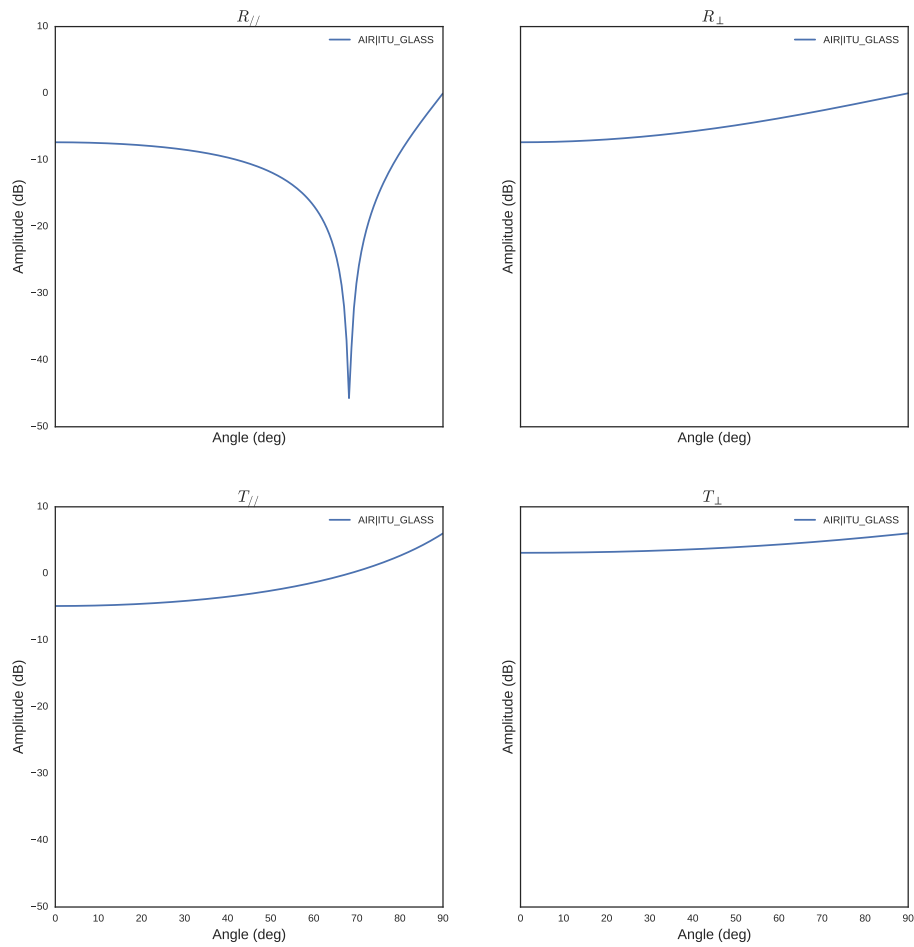 R// R⊥
10
AIR|ITU_GLASS AIR|ITU_GLASS
0
−10
−20
−30
−40
−50
Amplitude (dB) Amplitude (dB)
Angle (deg) Angle (deg)
T// T⊥
10
AIR|ITU_GLASS AIR|ITU_GLASS
0
−10
−20
−30
−40
−50
Amplitude (dB) Amplitude (dB)
0 10 20 30 40 50 60 70 80 90 0 10 20 30 40 50 60 70 80 90
Angle (deg) Angle (deg)